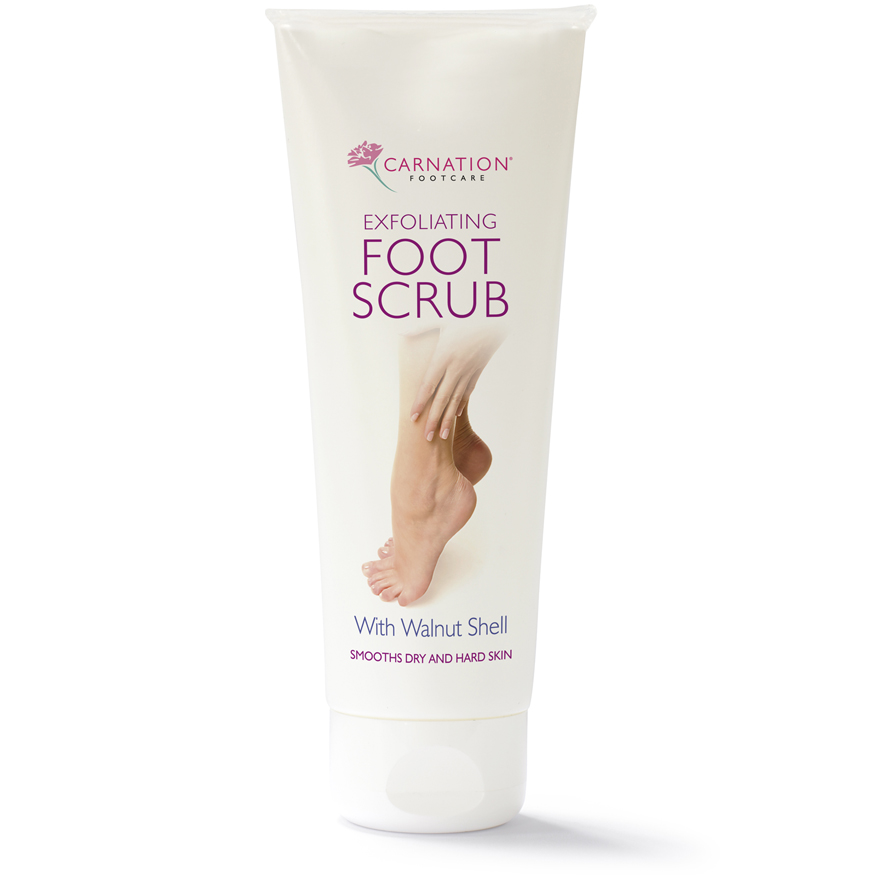 CARNATION®
FOOTCARE
EXFOLIATING
FOOT
SCRUB
With Walnut Shell
SMOOTHS DRY AND HARD SKIN